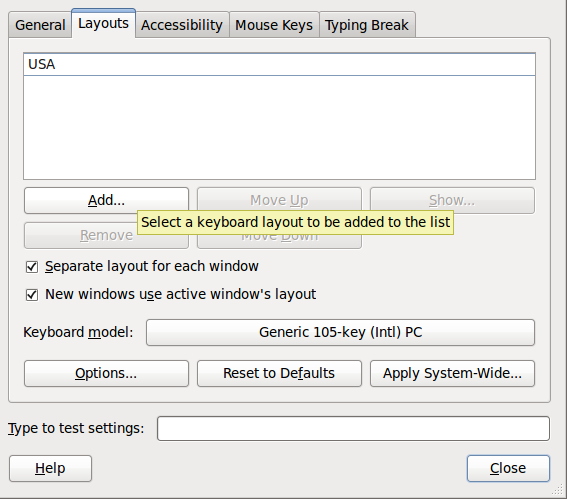 General Layouts Accessibility Mouse Keys Typing Break
USA
Add... Move Up Show...
Select a keyboard layout to be added to the list
Remove Move Down
Separate layout for each window
New windows use active window's layout
Keyboard model: Generic 105-key (Intl) PC
Options... Reset to Defaults Apply System-Wide...
Type to test settings:
Help Close